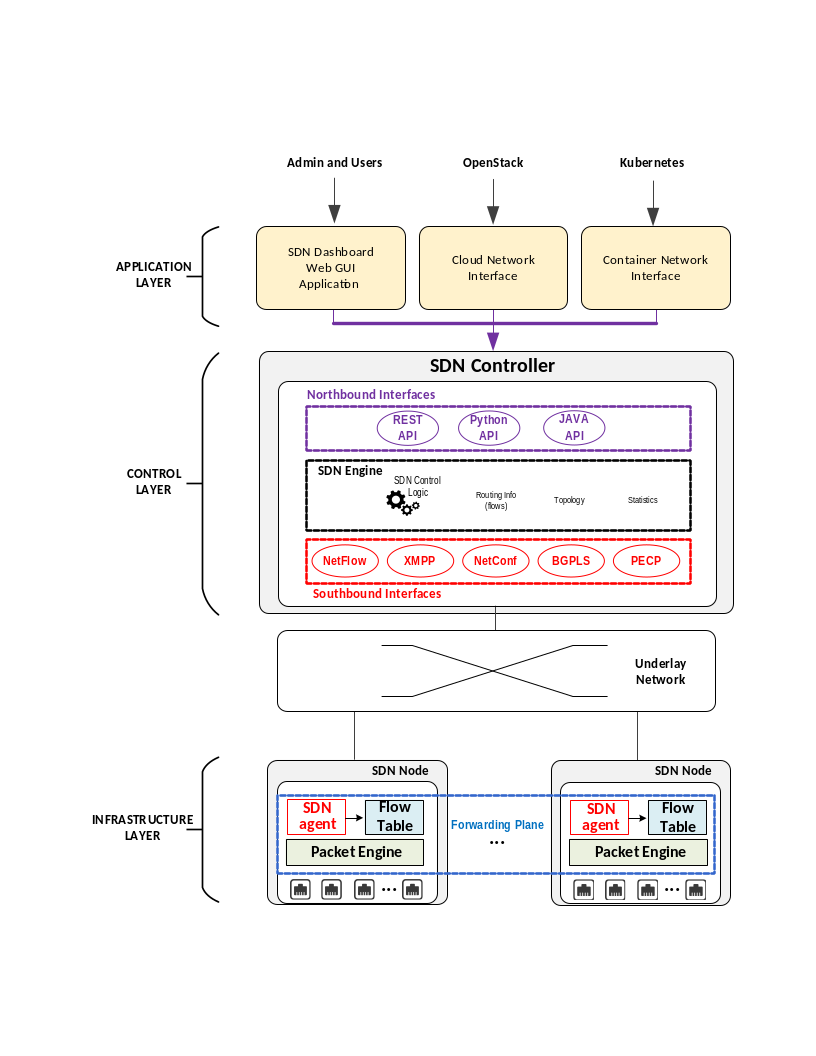 Admin and Users
OpenStack
Kubernetes
APPLICATION
LAYER
SDN Dashboard
Web GUI
Application
Cloud Network
Interface
Container Network
Interface
SDN Controller
Northbound Interfaces
REST
API
Python
API
JAVA
API
CONTROL
LAYER
SDN Engine
SDN Control
Logic
Routing Info
(flows)
Topology
Statistics
NetFlow
XMPP
NetConf
BGPLS
PECP
Southbound Interfaces
Underlay
Network
INFRASTRUCTURE
LAYER
SDN Node
SDN
agent
Flow
Table
Packet Engine
...
Forwarding Plane
...
SDN Node
SDN
agent
Flow
Table
Packet Engine
...